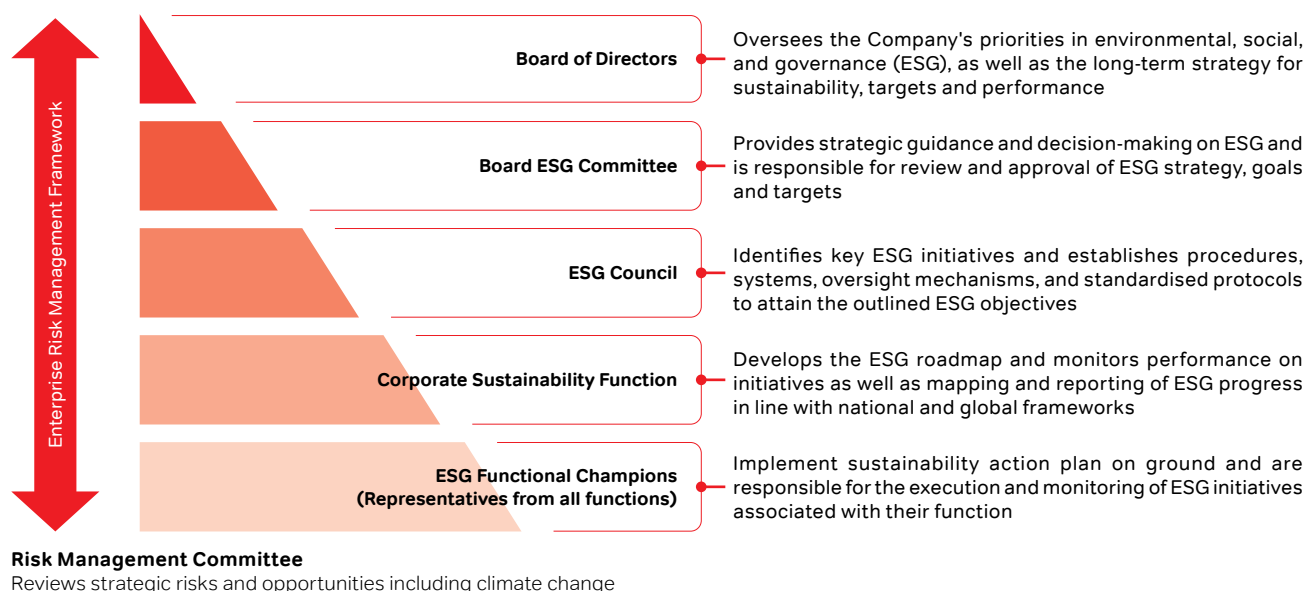 Enterprise Risk Management Framework
Board of Directors
Oversees the Company's priorities in environmental, social,
and governance (ESG), as well as the long-term strategy for
sustainability, targets and performance
Board ESG Committee
Provides strategic guidance and decision-making on ESG and
is responsible for review and approval of ESG strategy, goals
and targets
ESG Council
Identifies key ESG initiatives and establishes procedures,
systems, oversight mechanisms, and standardised protocols
to attain the outlined ESG objectives
Corporate Sustainability Function
Develops the ESG roadmap and monitors performance on
initiatives as well as mapping and reporting of ESG progress
in line with national and global frameworks
ESG Functional Champions
(Representatives from all functions)
Implement sustainability action plan on ground and are
responsible for the execution and monitoring of ESG initiatives
associated with their function
Risk Management Committee
Reviews strategic risks and opportunities including climate change